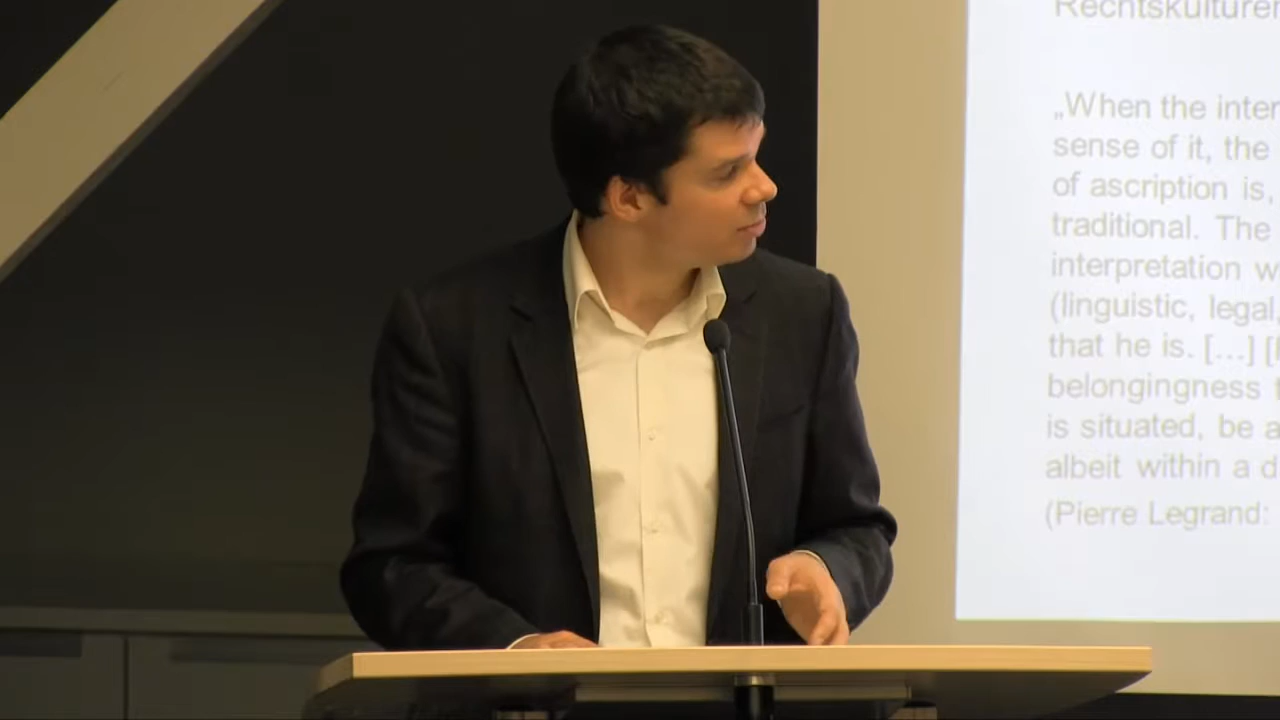 Rechtskulturen
„When the inter
sense of it, the
of ascription is,
traditional. The
interpretation w
(linguistic, legal,
that he is. […] [
belongingness
is situated, be a
albeit within a d
(Pierre Legrand: